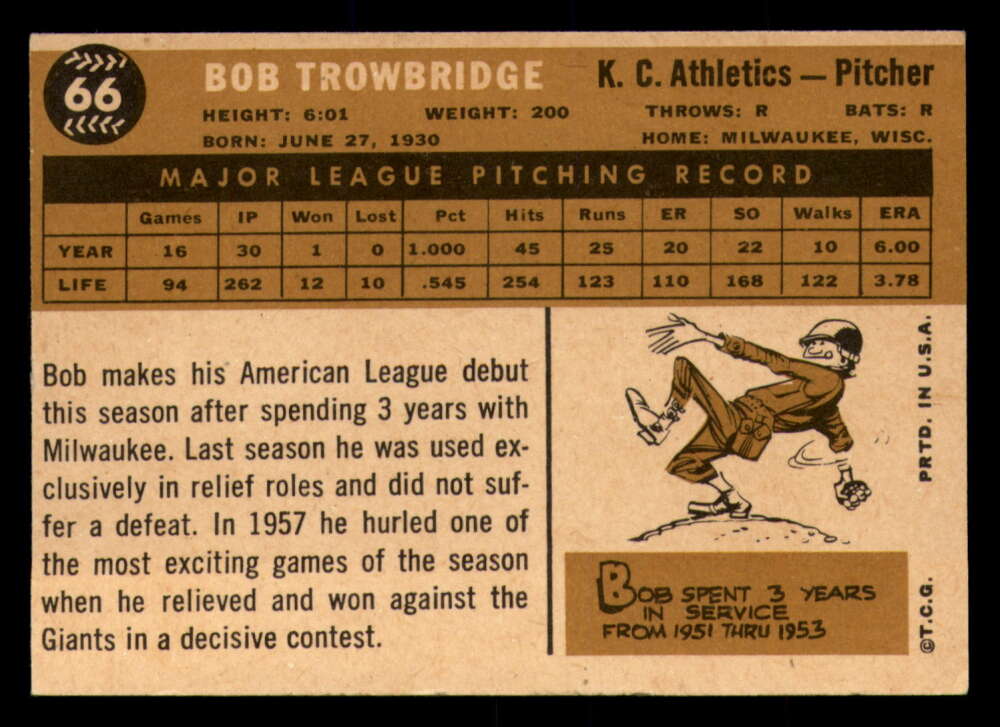 66
BOB TROWBRIDGE K. C. Athletics — Pitcher
HEIGHT: 6:01 WEIGHT: 200 THROWS: R BATS: R
BORN: JUNE 27, 1930 HOME: MILWAUKEE, WISC.
MAJOR LEAGUE PITCHING RECORD
Games IP Won Lost Pct Hits Runs ER SO Walks ERA
YEAR 16 30 1 0 1.000 45 25 20 22 10 6.00
LIFE 94 262 12 10 .545 254 123 110 168 122 3.78
Bob makes his American League debut
this season after spending 3 years with
Milwaukee. Last season he was used ex-
clusively in relief roles and did not suf-
fer a defeat. In 1957 he hurled one of
the most exciting games of the season
when he relieved and won against the
Giants in a decisive contest.
BOB SPENT 3 YEARS
IN SERVICE
FROM 1951 THRU 1953
©T.C.G. PRTD. IN U.S.A.